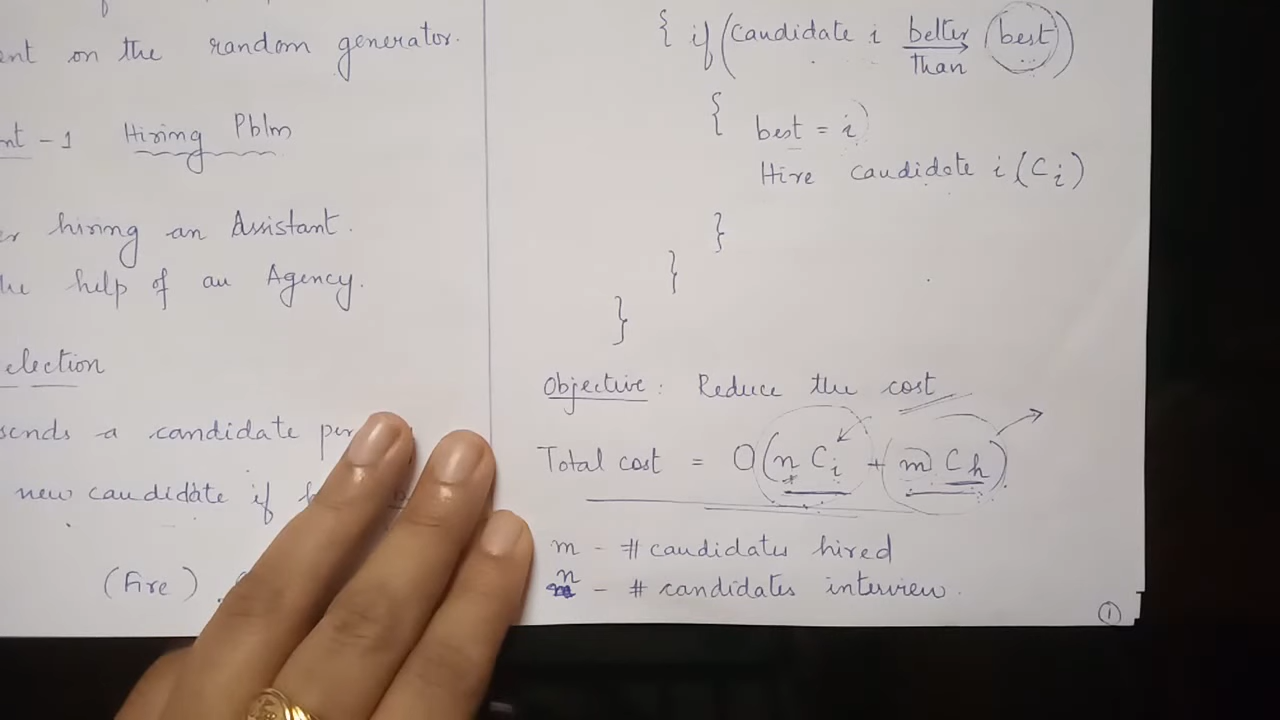 ent on the random generator.
nt - 1 Hiring Pblm
er hiring an Assistant.
he help of an Agency.
election
sends a candidate per
new candidate if
(Fire)
{ if (candidate i better than best)
{ best = i
Hire candidate i (Ci)
}
}
}
Objective: Reduce the cost
Total cost = O(n Ci + m Ch)
m - # candidates hired
n - # candidates interview.
1